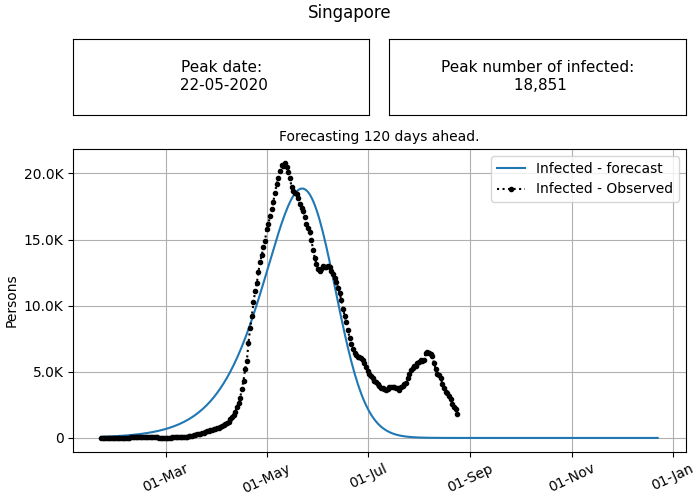 Singapore
Peak date:
22-05-2020
Peak number of infected:
18,851
Forecasting 120 days ahead.
Infected - forecast
Infected - Observed
Persons
20.0K
15.0K
10.0K
5.0K
0
01-Mar
01-May
01-Jul
01-Sep
01-Nov
01-Jan